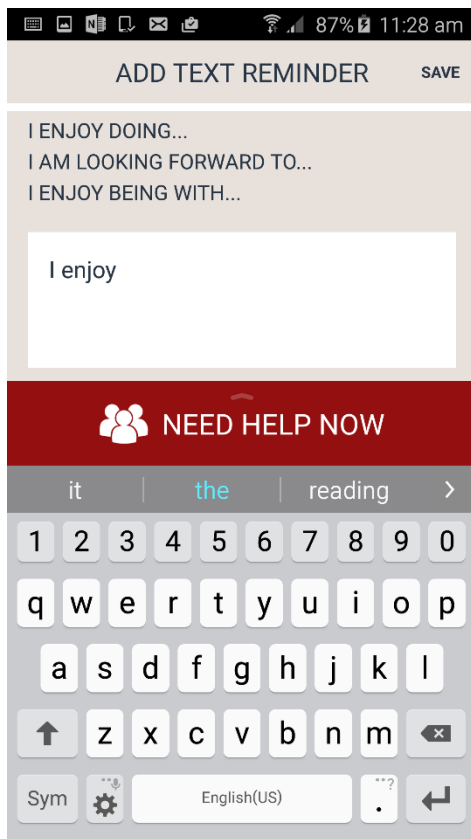 87% 11:28 am
ADD TEXT REMINDER SAVE
I ENJOY DOING...
I AM LOOKING FORWARD TO...
I ENJOY BEING WITH...
I enjoy
NEED HELP NOW
it the reading >
1 2 3 4 5 6 7 8 9 0
q w e r t y u i o p
a s d f g h j k l
z x c v b n m
Sym English(US) . ?